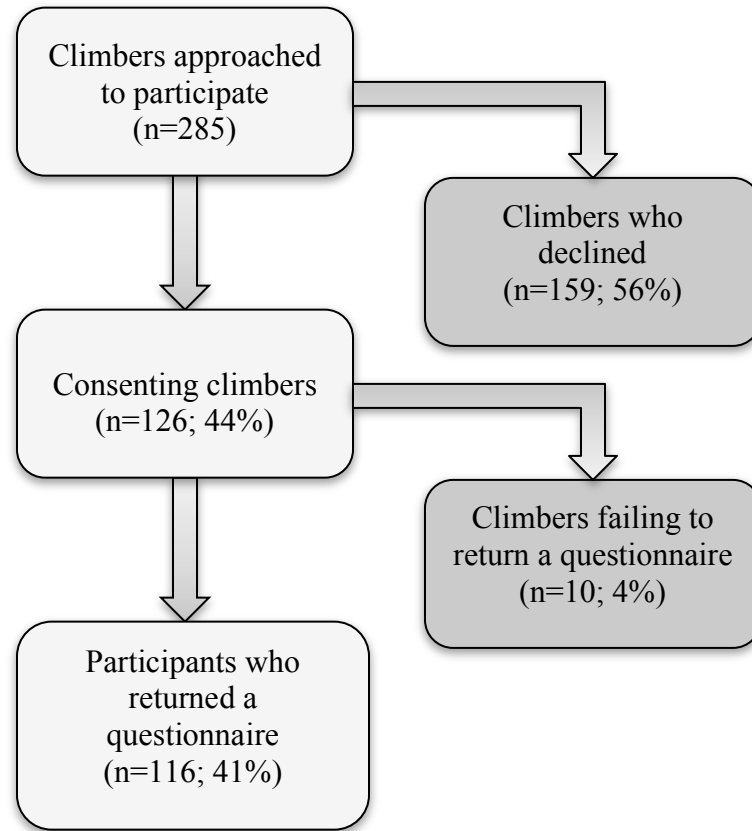 Climbers approached
to participate
(n=285)
Climbers who
declined
(n=159; 56%)
Consenting climbers
(n=126; 44%)
Climbers failing to
return a questionnaire
(n=10; 4%)
Participants who
returned a
questionnaire
(n=116; 41%)